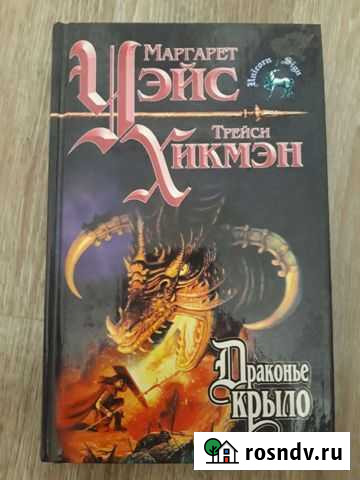 Маргарет
Уэйс
Unicorn Sign
Трейси
Хикмэн
Драконье
крыло
rosndv.ru